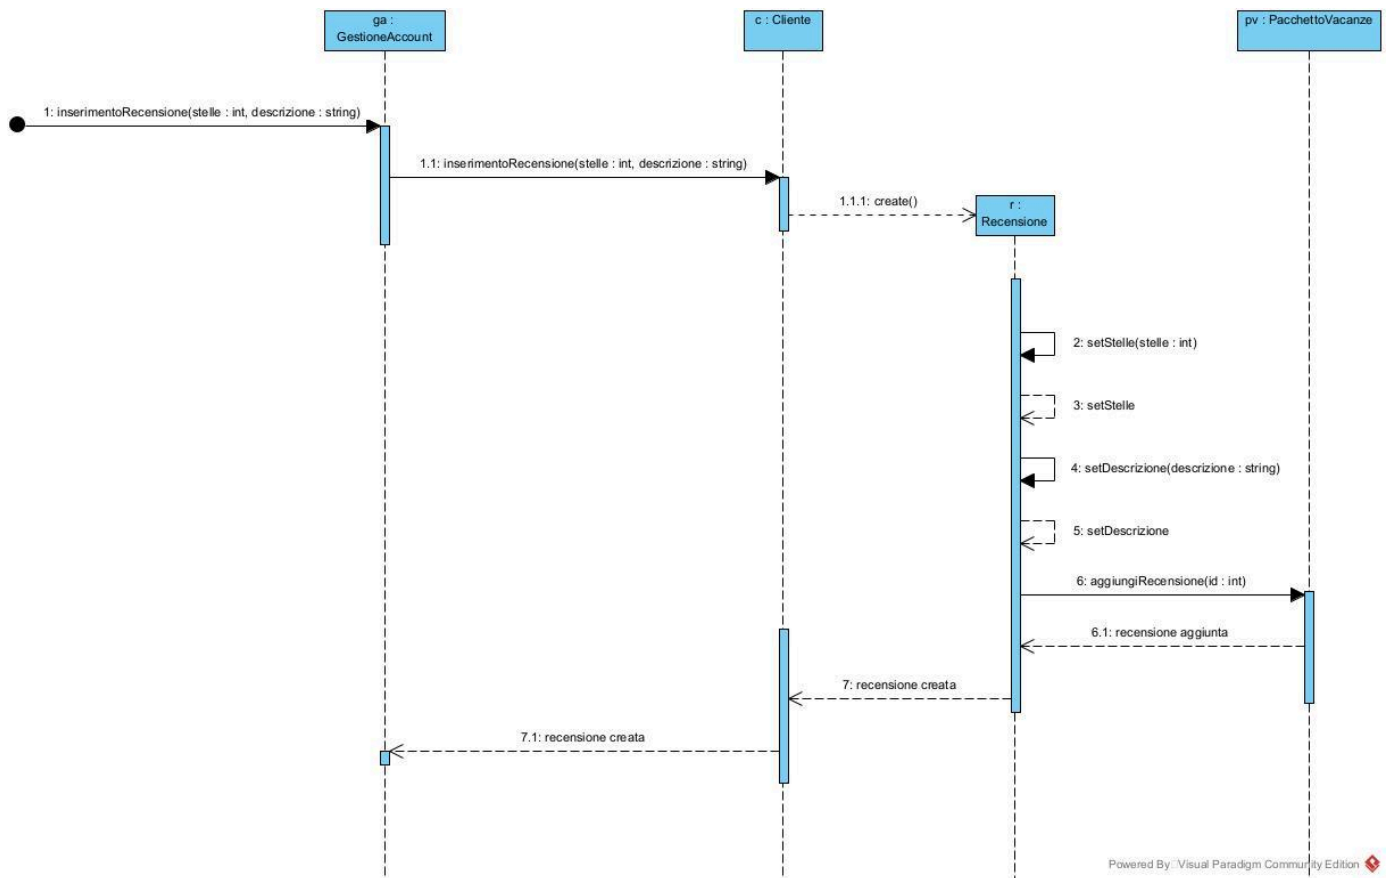 ga :
GestioneAccount
c : Cliente
pv : PacchettoVacanze
1: inserimentoRecensione(stelle : int, descrizione : string)
1.1: inserimentoRecensione(stelle : int, descrizione : string)
1.1.1: create()
r :
Recensione
2: setStelle(stelle : int)
3: setStelle
4: setDescrizione(descrizione : string)
5: setDescrizione
6: aggiungiRecensione(id : int)
6.1: recensione aggiunta
7: recensione creata
7.1: recensione creata
Powered By Visual Paradigm Community Edition